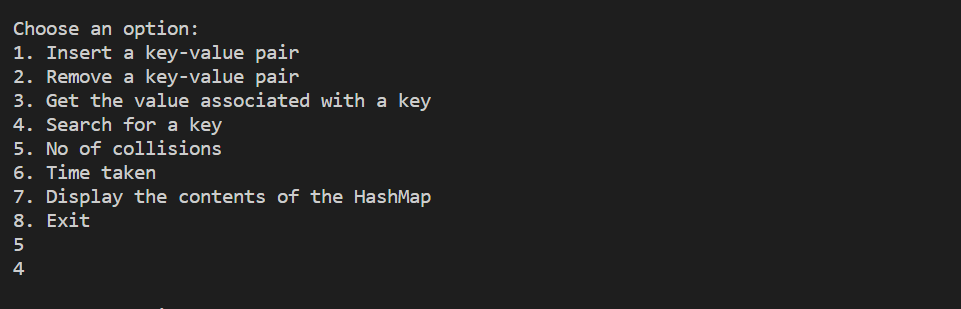 Choose an option:
1. Insert a key-value pair
2. Remove a key-value pair
3. Get the value associated with a key
4. Search for a key
5. No of collisions
6. Time taken
7. Display the contents of the HashMap
8. Exit
5
4